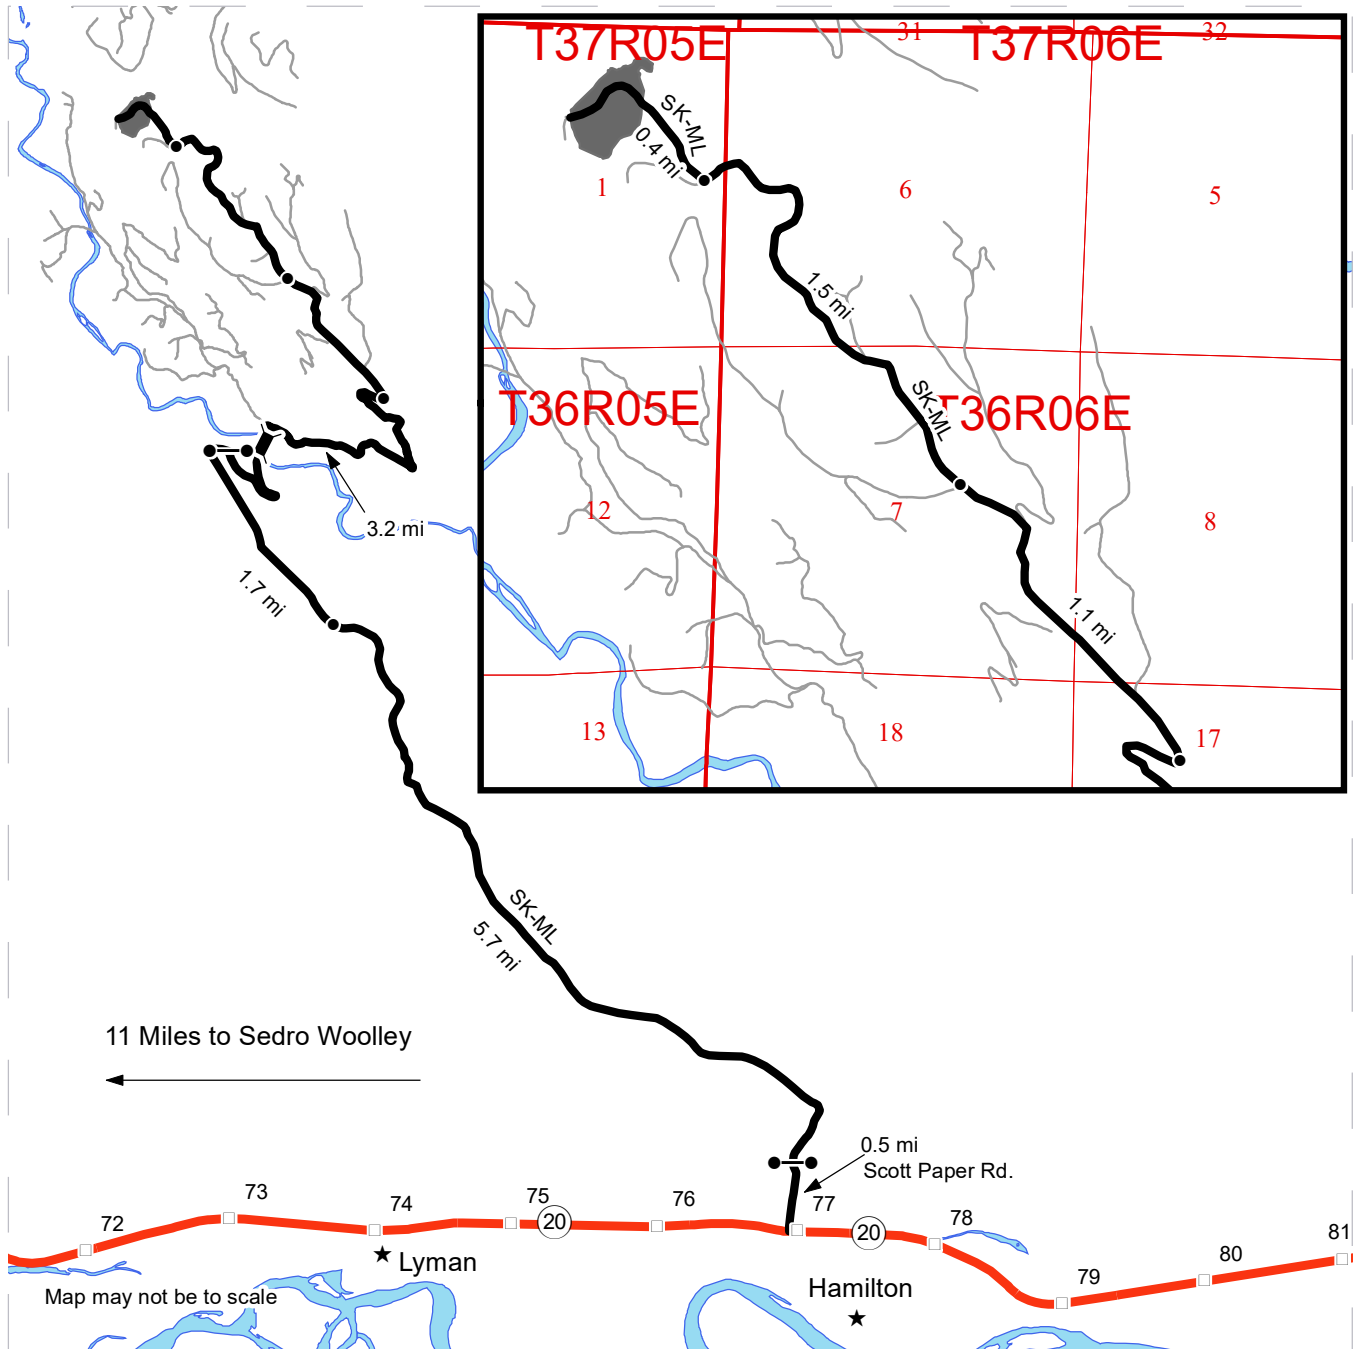 31
32
T37R05E
T37R06E
SK-ML
0.4 mi
1
6
5
1.5 mi
SK-ML
T36R05E
T36R06E
12
7
8
1.1 mi
13
18
17
3.2 mi
1.7 mi
SK-ML
5.7 mi
11 Miles to Sedro Woolley
0.5 mi
Scott Paper Rd.
72
73
74
75
20
76
77
20
78
79
80
81
Lyman
Hamilton
Map may not be to scale